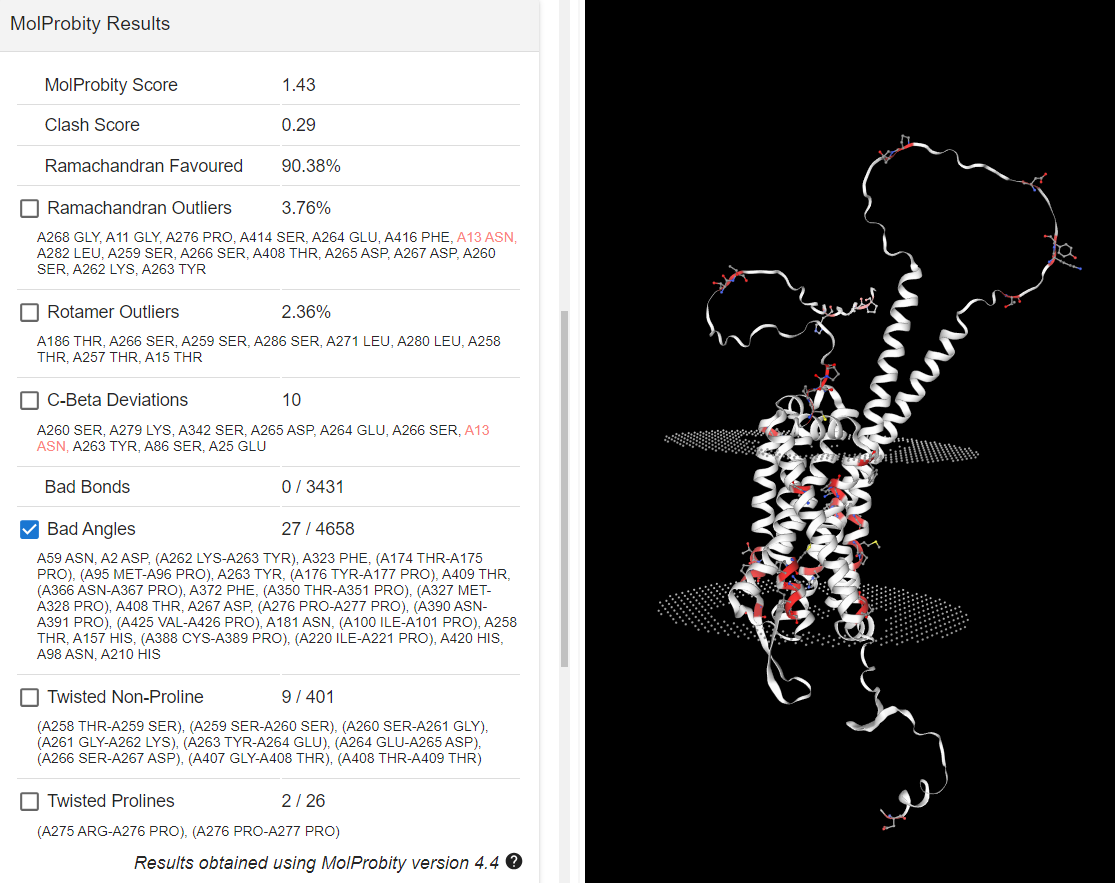 MolProbity Results
MolProbity Score 1.43
Clash Score 0.29
Ramachandran Favoured 90.38%
Ramachandran Outliers 3.76%
A268 GLY, A11 GLY, A276 PRO, A414 SER, A264 GLU, A416 PHE, A13 ASN,
A282 LEU, A259 SER, A266 SER, A408 THR, A265 ASP, A267 ASP, A260
SER, A262 LYS, A263 TYR
Rotamer Outliers 2.36%
A186 THR, A266 SER, A259 SER, A286 SER, A271 LEU, A280 LEU, A258
THR, A257 THR, A15 THR
C-Beta Deviations 10
A260 SER, A279 LYS, A342 SER, A265 ASP, A264 GLU, A266 SER, A13
ASN, A263 TYR, A86 SER, A25 GLU
Bad Bonds 0 / 3431
Bad Angles 27 / 4658
A59 ASN, A2 ASP, (A262 LYS-A263 TYR), A323 PHE, (A174 THR-A175
PRO), (A95 MET-A96 PRO), A263 TYR, (A176 TYR-A177 PRO), A409 THR,
(A366 ASN-A367 PRO), A372 PHE, (A350 THR-A351 PRO), (A327 MET-
A328 PRO), A408 THR, A267 ASP, (A276 PRO-A277 PRO), (A390 ASN-
A391 PRO), (A425 VAL-A426 PRO), A181 ASN, (A100 ILE-A101 PRO), A258
THR, A157 HIS, (A388 CYS-A389 PRO), (A220 ILE-A221 PRO), A420 HIS,
A98 ASN, A210 HIS
Twisted Non-Proline 9 / 401
(A258 THR-A259 SER), (A259 SER-A260 SER), (A260 SER-A261 GLY),
(A261 GLY-A262 LYS), (A263 TYR-A264 GLU), (A264 GLU-A265 ASP),
(A266 SER-A267 ASP), (A407 GLY-A408 THR), (A408 THR-A409 THR)
Twisted Prolines 2 / 26
(A275 ARG-A276 PRO), (A276 PRO-A277 PRO)
Results obtained using MolProbity version 4.4 ?